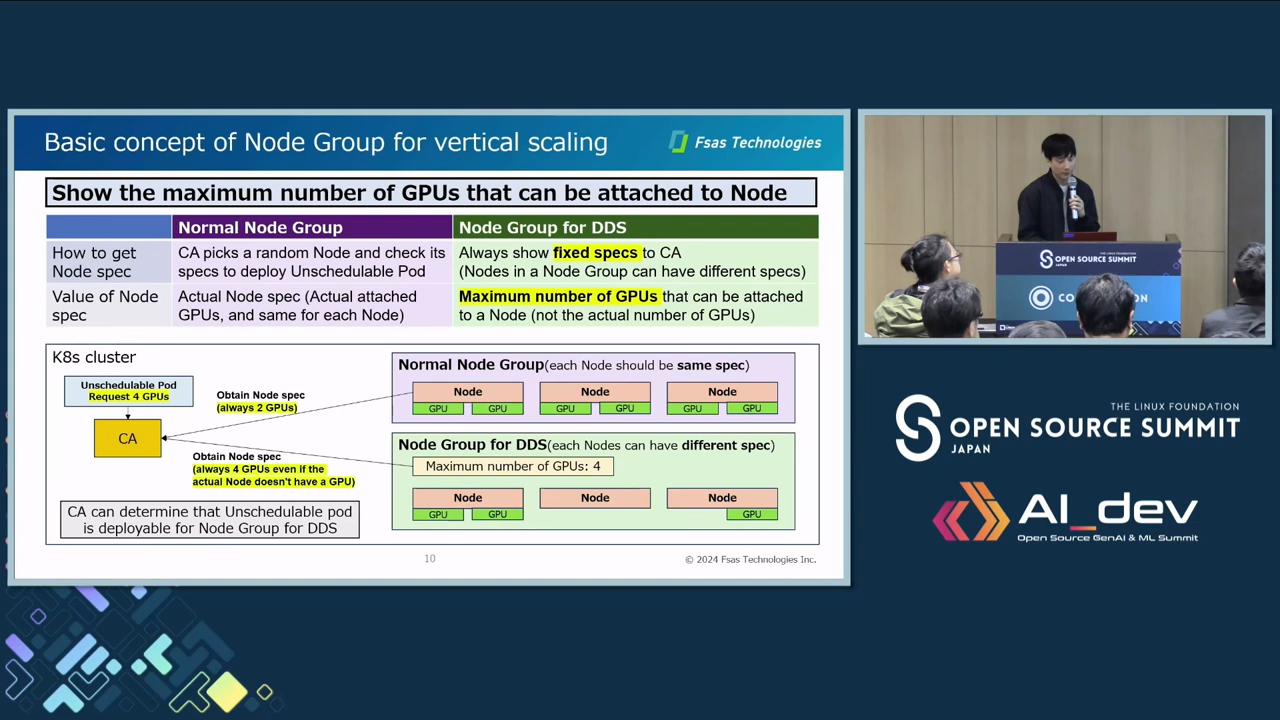 Basic concept of Node Group for vertical scaling
Fsas Technologies
Show the maximum number of GPUs that can be attached to Node
Normal Node Group
Node Group for DDS
How to get
Node spec
CA picks a random Node and check its
specs to deploy Unschedulable Pod
Always show fixed specs to CA
(Nodes in a Node Group can have different specs)
Value of Node
spec
Actual Node spec (Actual attached
GPUs, and same for each Node)
Maximum number of GPUs that can be attached
to a Node (not the actual number of GPUs)
K8s cluster
Unschedulable Pod
Request 4 GPUs
CA
Obtain Node spec
(always 2 GPUs)
Obtain Node spec
(always 4 GPUs even if the
actual Node doesn't have a GPU)
CA can determine that Unschedulable pod
is deployable for Node Group for DDS
Normal Node Group(each Node should be same spec)
Node Node Node
GPU GPU GPU GPU GPU GPU
Node Group for DDS(each Nodes can have different spec)
Maximum number of GPUs: 4
Node Node Node
GPU GPU GPU
10
© 2024 Fsas Technologies Inc.
OPEN SOURCE SUMMIT
JAPAN
THE LINUX FOUNDATION
OPEN SOURCE SUMMIT
JAPAN
AI_dev
Open Source GenAI & ML Summit